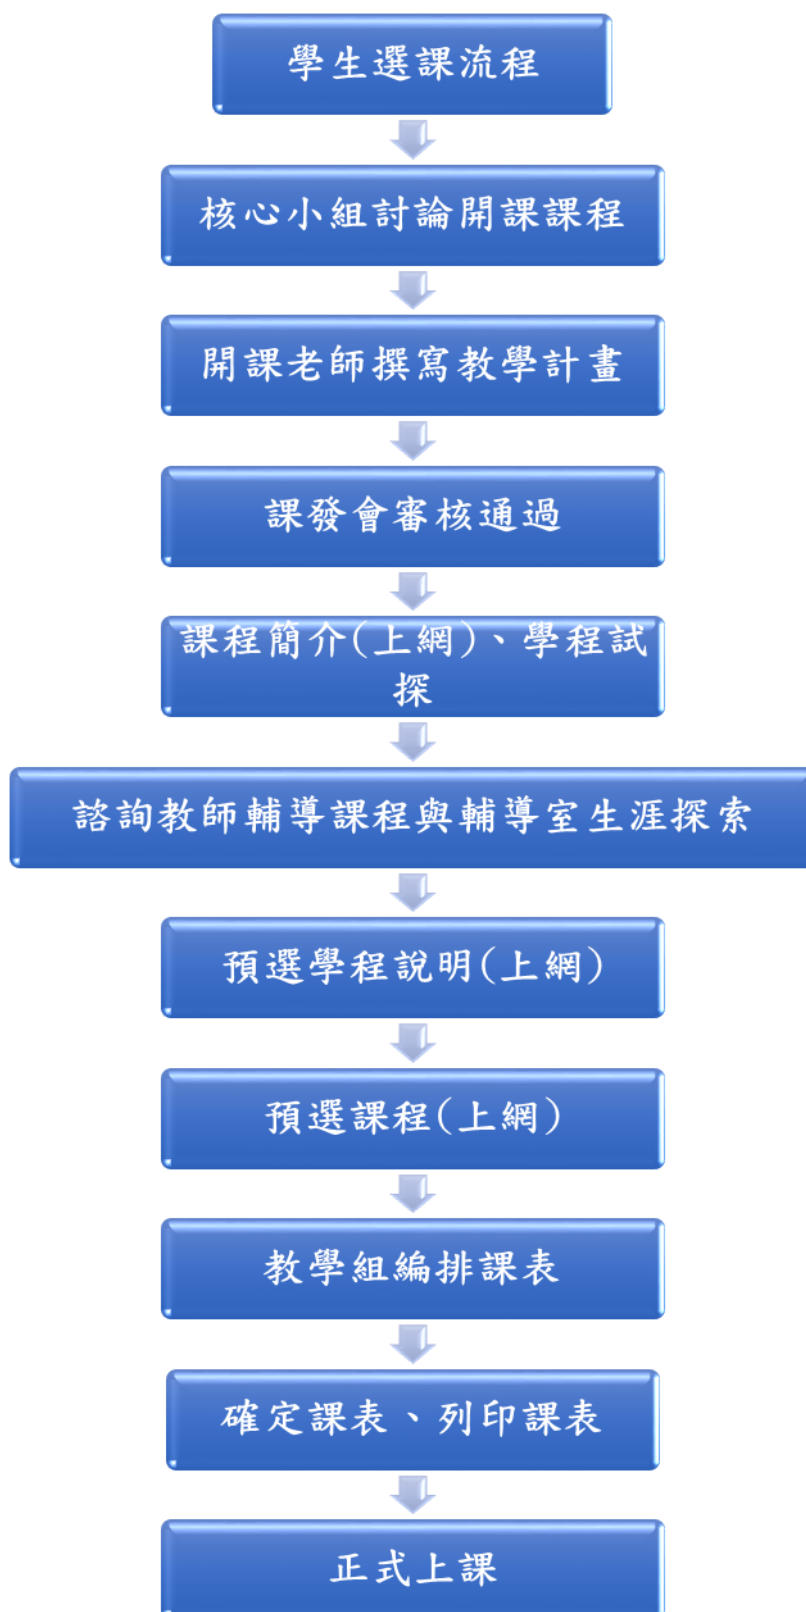 學生選課流程
核心小組討論開課課程
開課老師撰寫教學計畫
課發會審核通過
課程簡介(上網)、學程試
探
諮詢教師輔導課程與輔導室生涯探索
預選學程說明(上網)
預選課程(上網)
教學組編排課表
確定課表、列印課表
正式上課